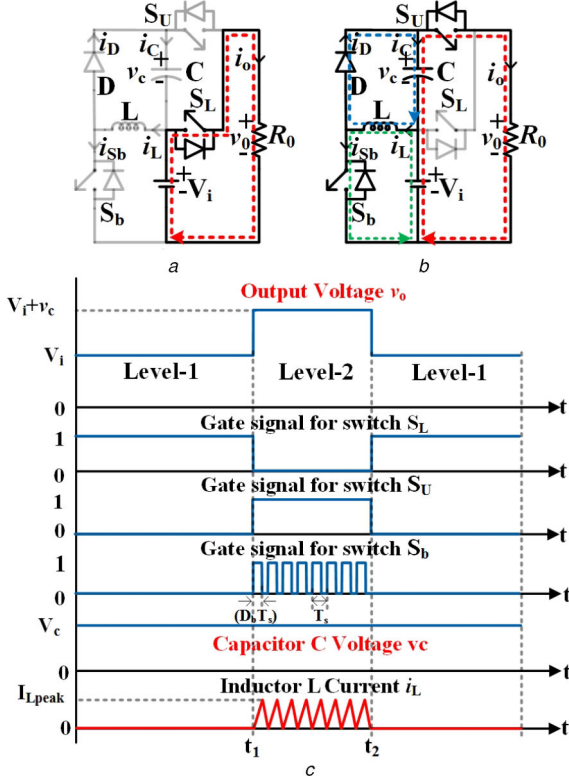 S_U
i_D
i_C
i_o
v_c
C
D
S_L
L
i_Sb
i_L
v_0
R_0
V_i
S_b
a
S_U
i_D
i_C
i_o
v_c
C
D
S_L
L
i_Sb
i_L
v_0
R_0
V_i
S_b
b
V_i+v_c
Output Voltage v_o
V_i
Level-1
Level-2
Level-1
0
t
Gate signal for switch S_L
1
0
t
Gate signal for switch S_U
1
0
t
Gate signal for switch S_b
1
0
t
(D_bT_s)
T_s
V_c
Capacitor C Voltage vc
0
t
Inductor L Current i_L
I_Lpeak
0
t
t_1
t_2
c